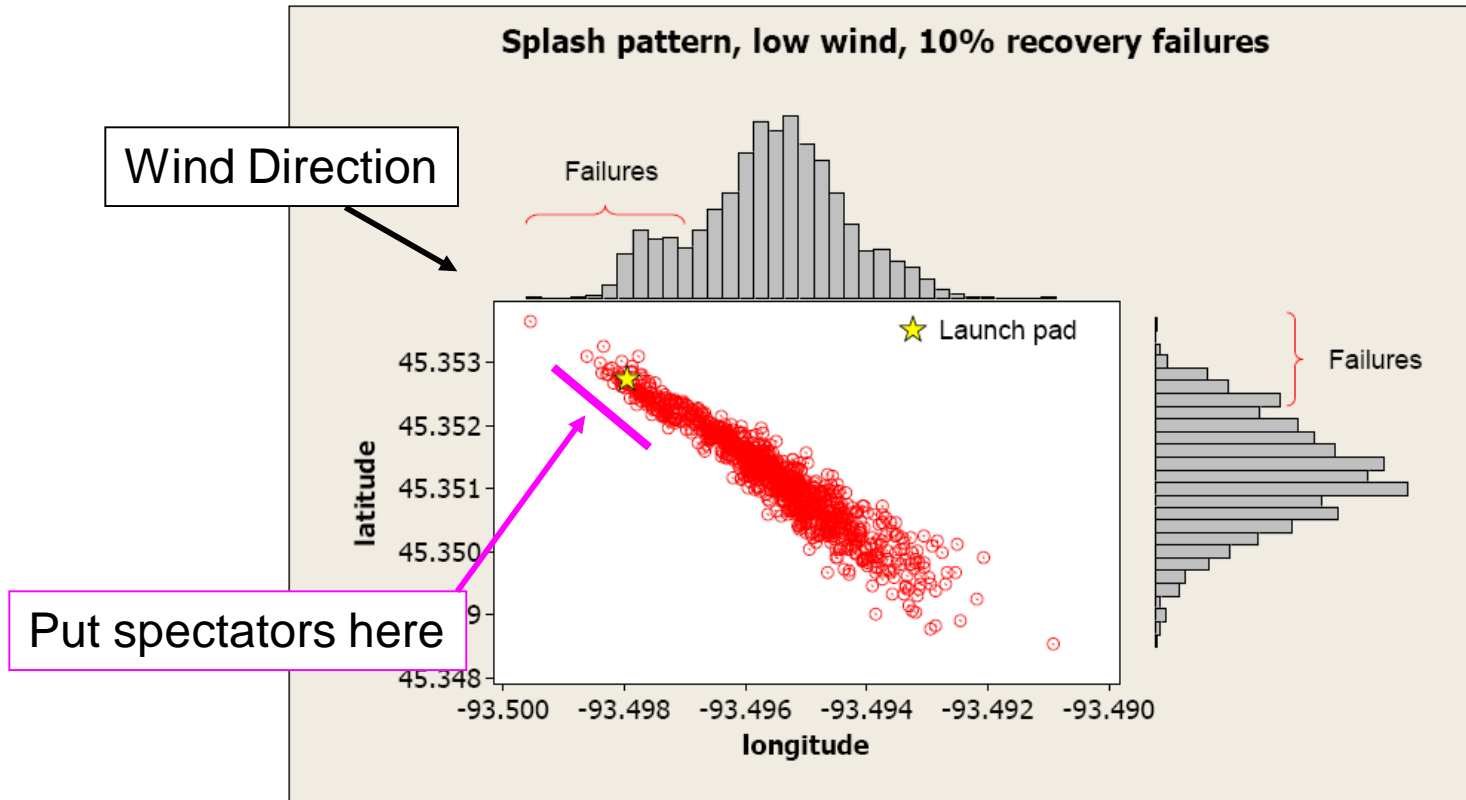 Splash pattern, low wind, 10% recovery failures
Wind Direction
Failures
Launch pad
Failures
45.353
45.352
45.351
45.350
9
45.348
latitude
Put spectators here
-93.500 -93.498 -93.496 -93.494 -93.492 -93.490
longitude